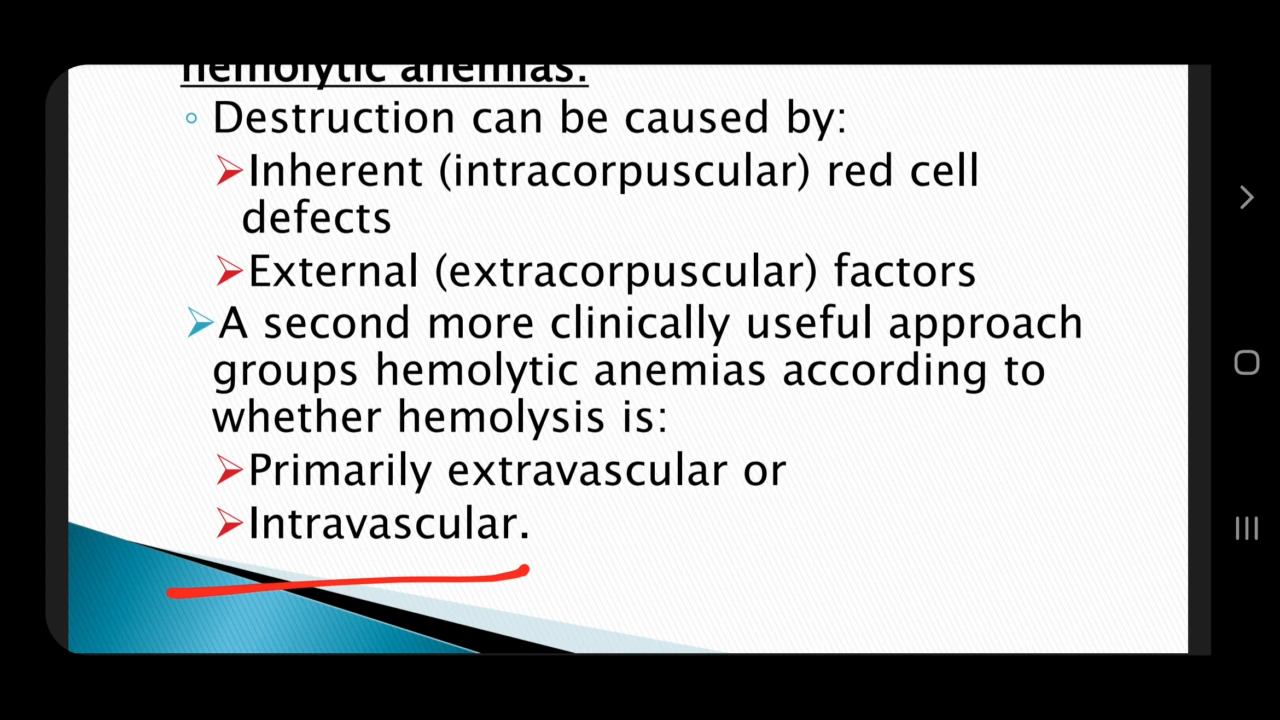 hemolytic anemias:
◦ Destruction can be caused by:
➢Inherent (intracorpuscular) red cell
defects
➢External (extracorpuscular) factors
➢A second more clinically useful approach
groups hemolytic anemias according to
whether hemolysis is:
➢Primarily extravascular or
➢Intravascular.